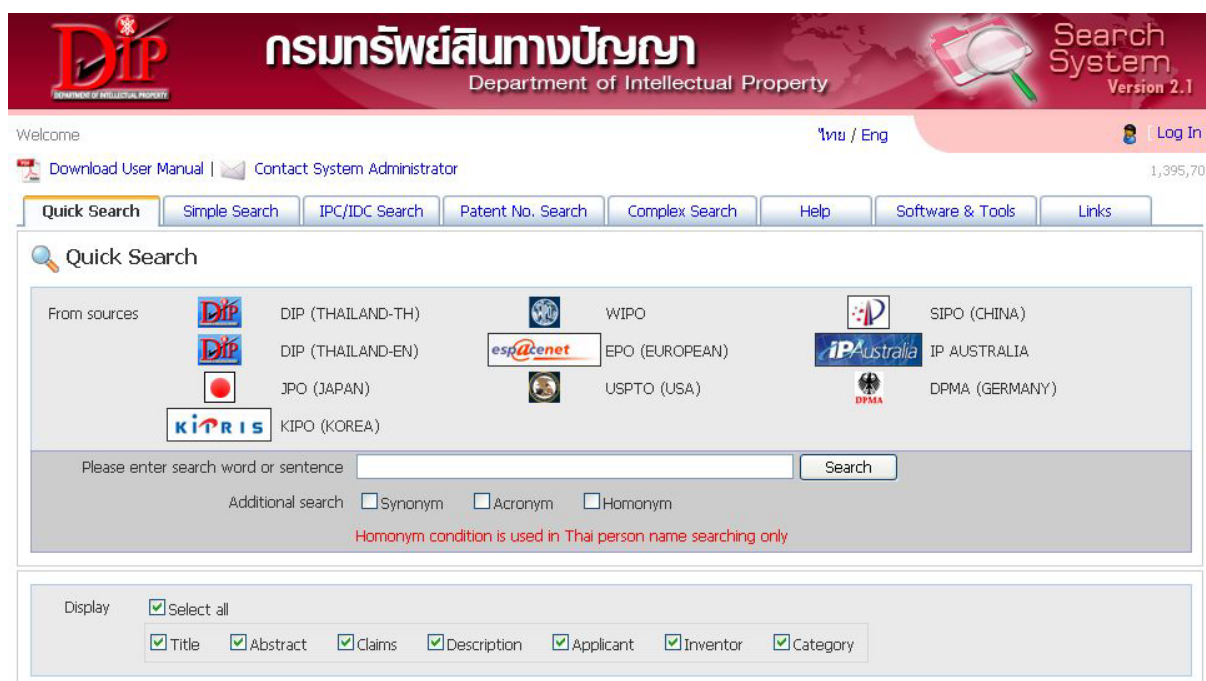 DIP
DEPARTMENT OF INTELLECTUAL PROPERTY
กรมทรัพย์สินทางปัญญา
Department of Intellectual Property
Search
System
Version 2.1
Welcome
ไทย / Eng
Log In
Download User Manual | Contact System Administrator
1,395,70
Quick Search Simple Search IPC/IDC Search Patent No. Search Complex Search Help Software & Tools Links
Quick Search
From sources DIP DIP (THAILAND-TH) WIPO SIPO (CHINA)
DIP DIP (THAILAND-EN) espacenet EPO (EUROPEAN) iPAustralia IP AUSTRALIA
JPO (JAPAN) USPTO (USA) DPMA DPMA (GERMANY)
KIPRIS KIPO (KOREA)
Please enter search word or sentence Search
Additional search Synonym Acronym Homonym
Homonym condition is used in Thai person name searching only
Display Select all
Title Abstract Claims Description Applicant Inventor Category